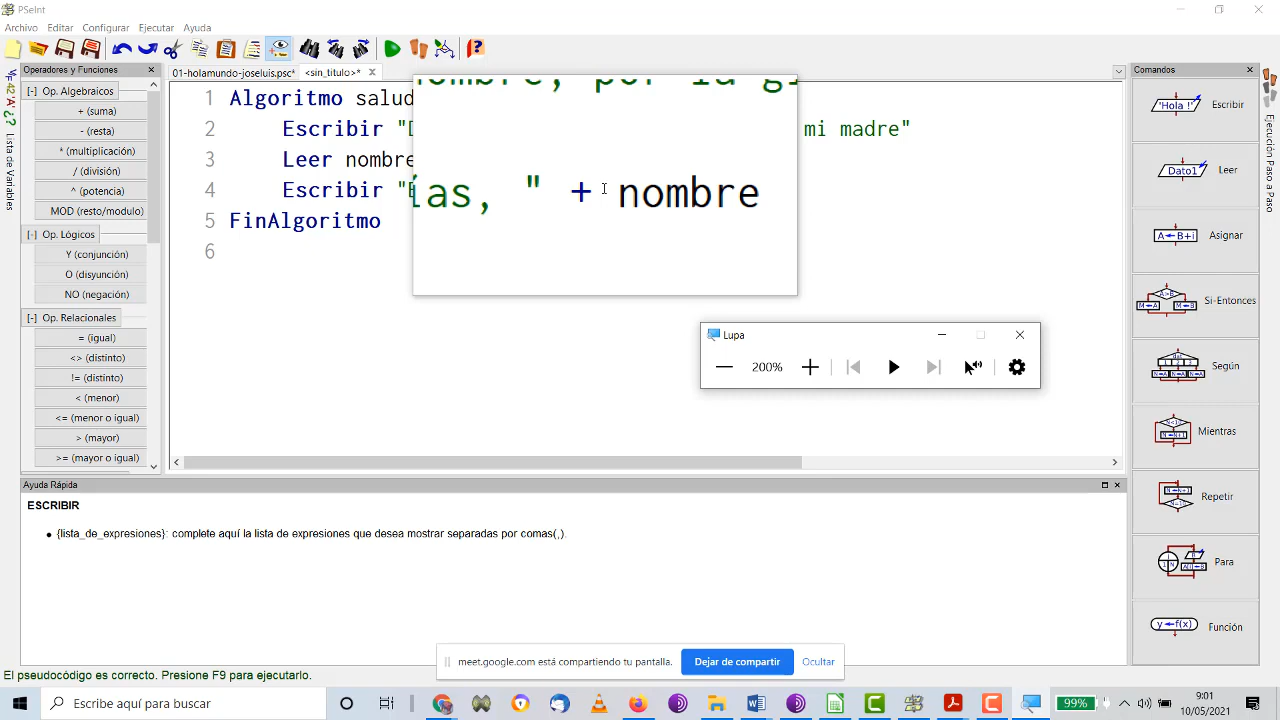 PSeInt
Archivo Editar Configurar Ejecutar Ayuda
Operadores y Funciones
[-] Op. Algebraicos
+ (suma)
- (resta)
* (multiplicación)
/ (división)
^ (potencia)
MOD (resto/modulo)
[-] Op. Lógicos
Y (conjunción)
O (disyunción)
NO (negación)
[-] Op. Relacionales
= (igual)
<> (distinto)
!= (distinto)
< (menor)
<= (menor o igual)
> (mayor)
>= (mayor o igual)
Lista de Variables
01-holamundo-joseluis.psc* <sin_titulo>*
1 Algoritmo salud
2 Escribir "D mi madre"
3 Leer nombre
4 Escribir "B
5 FinAlgoritmo
6
nombre, por la
ías, " + nombre
Lupa
200%
Ayuda Rápida
ESCRIBIR
{lista_de_expresiones}: complete aquí la lista de expresiones que desea mostrar separadas por comas(,).
Comandos
'Hola !' Escribir
Dato1 Leer
A←B+i Asignar
Si-Entonces
Según
Mientras
Repetir
Para
y←f(x) Función
Ejecución Paso a Paso
meet.google.com está compartiendo tu pantalla. Dejar de compartir Ocultar
El pseudocódigo es correcto. Presione F9 para ejecutarlo.
Escribe aquí para buscar
99%
9:01
10/05/2021